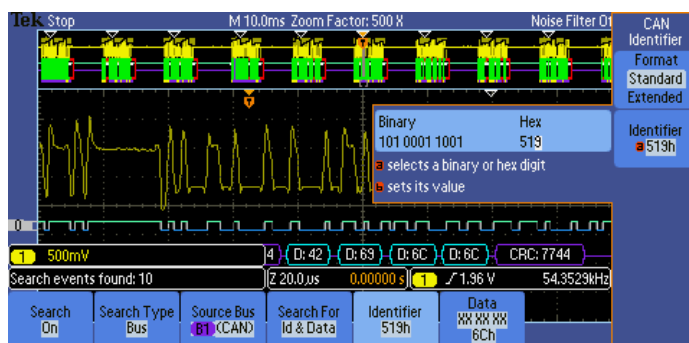 Tek Stop M 10.0ms Zoom Factor: 500 X Noise Filter Of
CAN
Identifier
Format
Standard
Extended
Identifier
a 519h
T
T
Binary Hex
101 0001 1001 519
a selects a binary or hex digit
b sets its value
0
1 500mV 4 D: 42 D: 69 D: 6C D: 6C CRC: 7744
Search events found: 10 Z 20.0µs 0.00000 s 1 1.96 V 54.3529kHz
Search
On
Search Type
Bus
Source Bus
B1 (CAN)
Search For
Id & Data
Identifier
519h
Data
XX XX XX
6Ch